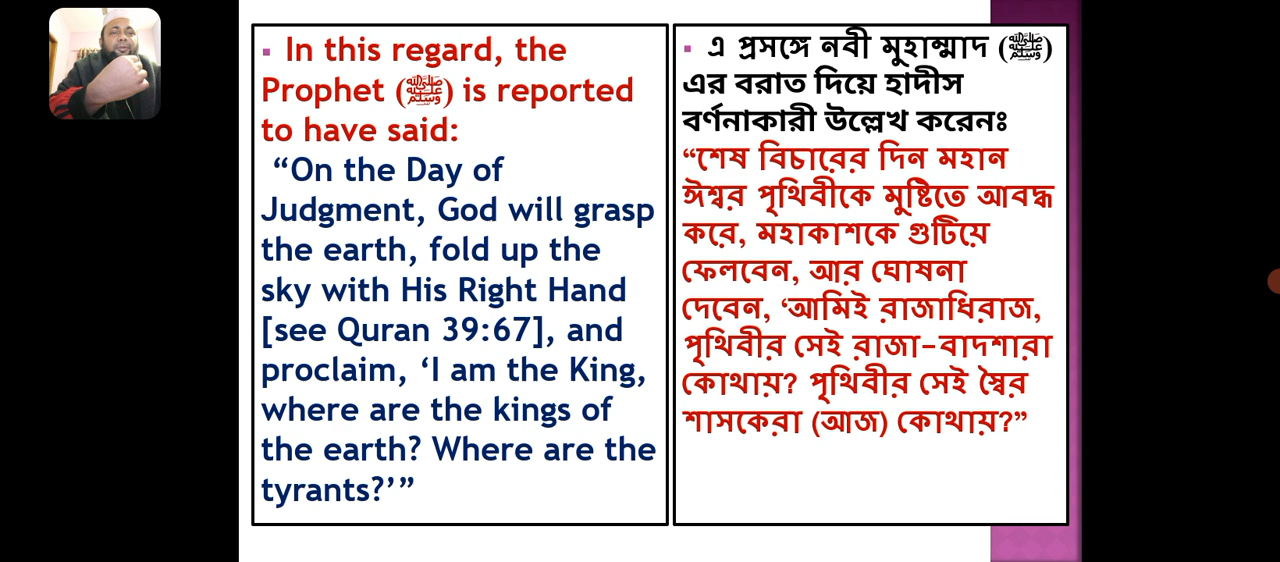 ▪ In this regard, the
Prophet (ﷺ) is reported
to have said:
“On the Day of
Judgment, God will grasp
the earth, fold up the
sky with His Right Hand
[see Quran 39:67], and
proclaim, ‘I am the King,
where are the kings of
the earth? Where are the
tyrants?’”
▪ এ প্রসঙ্গে নবী মুহাম্মাদ (ﷺ)
এর বরাত দিয়ে হাদীস
বর্ণনাকারী উল্লেখ করেনঃ
“শেষ বিচারের দিন মহান
ঈশ্বর পৃথিবীকে মুষ্টিতে আবদ্ধ
করে, মহাকাশকে গুটিয়ে
ফেলবেন, আর ঘোষনা
দেবেন, ‘আমিই রাজাধিরাজ,
পৃথিবীর সেই রাজা-বাদশারা
কোথায়? পৃথিবীর সেই স্বৈর
শাসকেরা (আজ) কোথায়?”